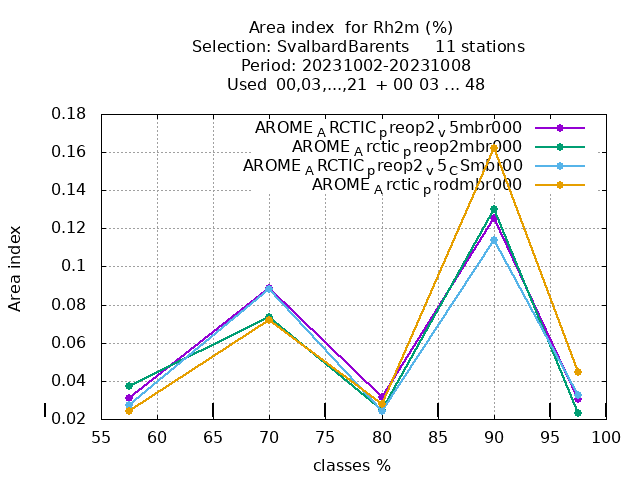 Area index for Rh2m (%)
Selection: SvalbardBarents 11 stations
Period: 20231002-20231008
Used 00,03,...,21 + 00 03 ... 48
0.18
0.16
0.14
0.12
0.1
0.08
0.06
0.04
0.02
Area index
AROME_ARCTIC_preop2_v5mbr000
AROME_Arctic_preop2mbr000
AROME_ARCTIC_preop2_v5_CSmbr00
AROME_Arctic_prodmbr000
55 60 65 70 75 80 85 90 95 100
classes %